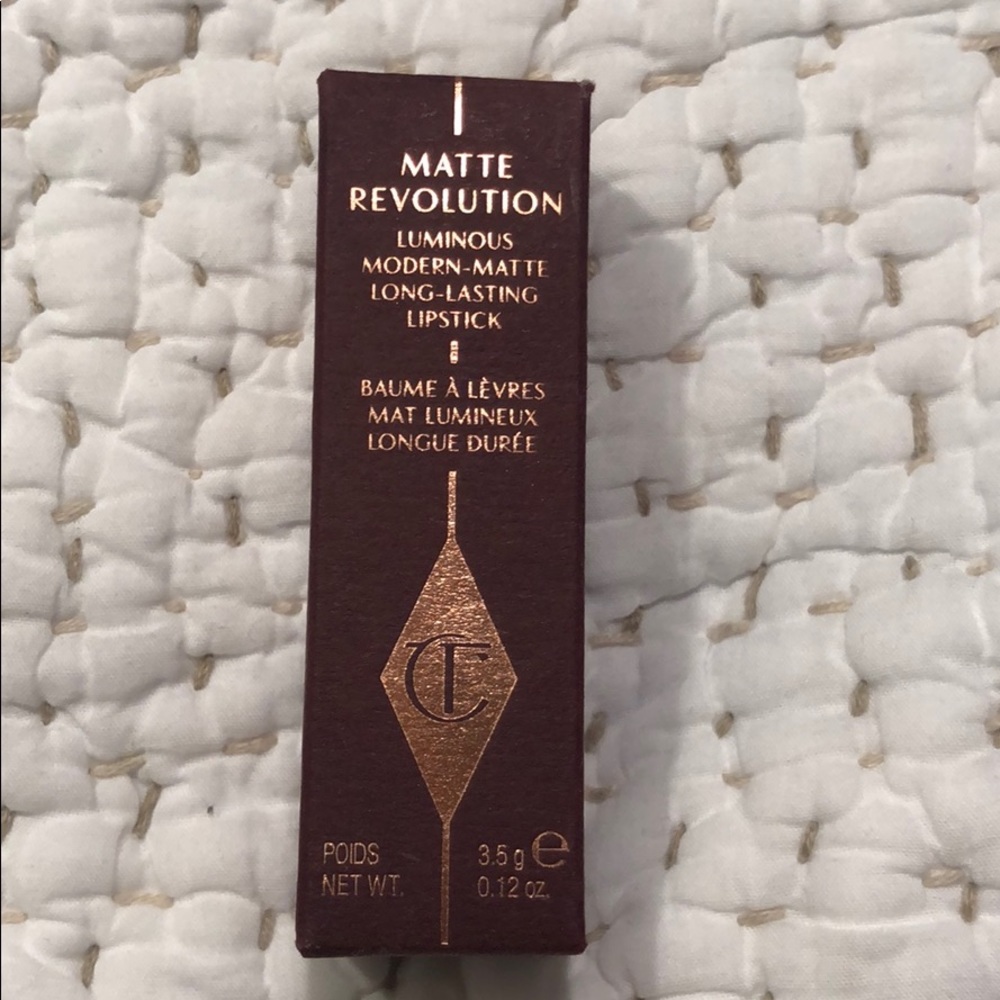 MATTE
REVOLUTION
LUMINOUS
MODERN-MATTE
LONG-LASTING
LIPSTICK
BAUME À LÈVRES
MAT LUMINEUX
LONGUE DURÉE
CT
POIDS 3.5 g ℮
NET WT. 0.12 oz.